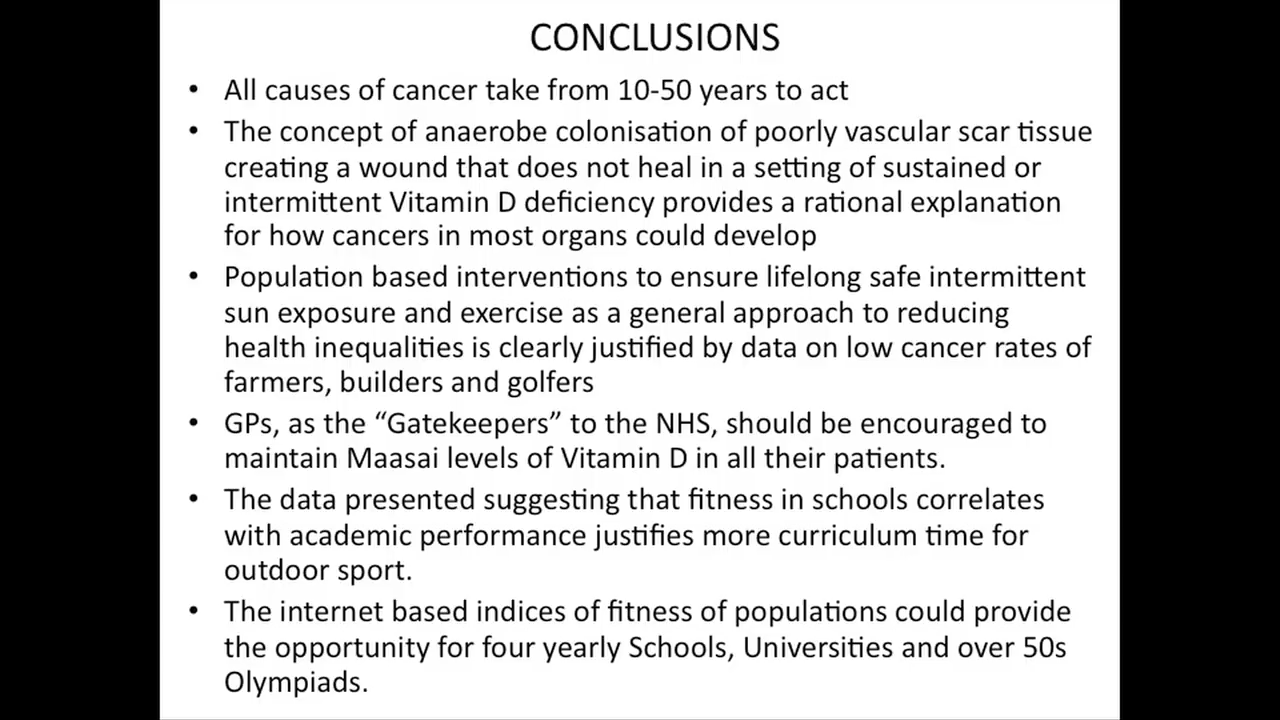 CONCLUSIONS
• All causes of cancer take from 10-50 years to act
• The concept of anaerobe colonisation of poorly vascular scar tissue
creating a wound that does not heal in a setting of sustained or
intermittent Vitamin D deficiency provides a rational explanation
for how cancers in most organs could develop
• Population based interventions to ensure lifelong safe intermittent
sun exposure and exercise as a general approach to reducing
health inequalities is clearly justified by data on low cancer rates of
farmers, builders and golfers
• GPs, as the “Gatekeepers” to the NHS, should be encouraged to
maintain Maasai levels of Vitamin D in all their patients.
• The data presented suggesting that fitness in schools correlates
with academic performance justifies more curriculum time for
outdoor sport.
• The internet based indices of fitness of populations could provide
the opportunity for four yearly Schools, Universities and over 50s
Olympiads.